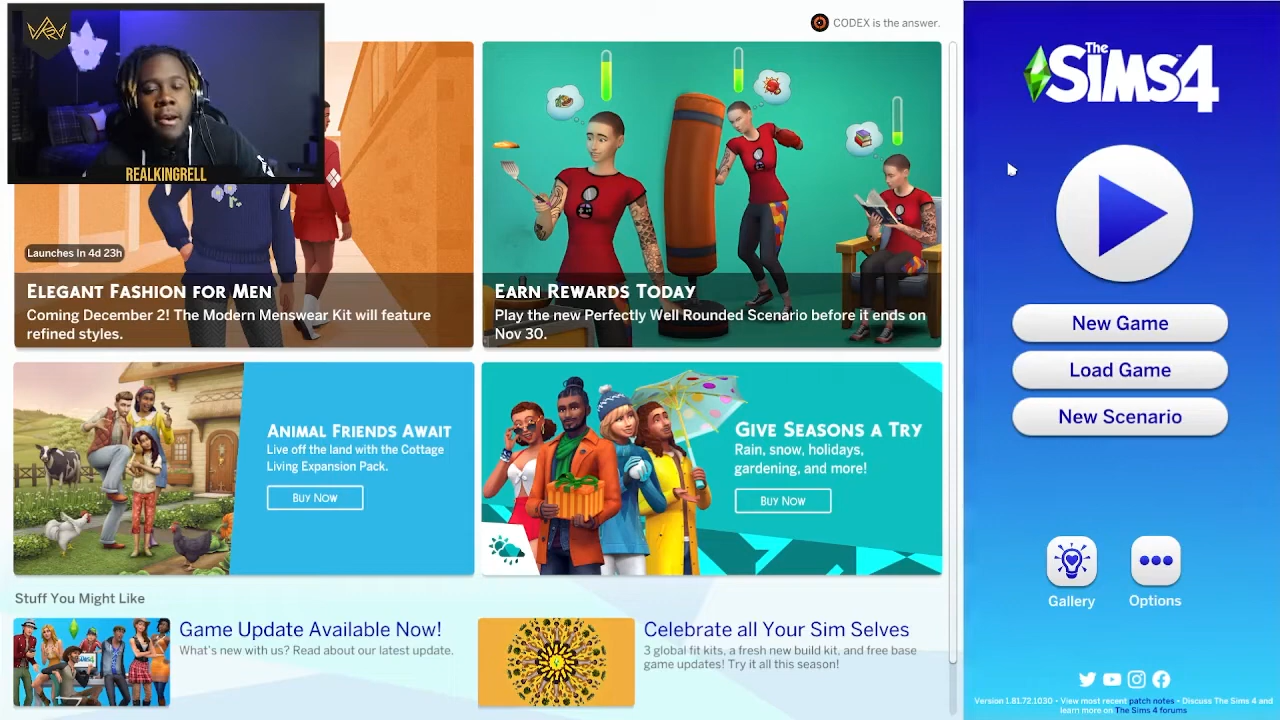 CODEX is the answer.
REALKINGRELL
Launches In 4d 23h
Elegant Fashion for Men
Coming December 2! The Modern Menswear Kit will feature
refined styles.
Earn Rewards Today
Play the new Perfectly Well Rounded Scenario before it ends on
Nov 30.
Animal Friends Await
Live off the land with the Cottage
Living Expansion Pack.
Buy Now
Give Seasons a Try
Rain, snow, holidays,
gardening, and more!
Buy Now
Stuff You Might Like
Game Update Available Now!
What's new with us? Read about our latest update.
Celebrate all Your Sim Selves
3 global fit kits, a fresh new build kit, and free base
game updates! Try it all this season!
The SIMS 4
New Game
Load Game
New Scenario
Gallery
Options
Version 1.81.72.1030 - View most recent patch notes - Discuss The Sims 4 and
learn more on The Sims 4 forums